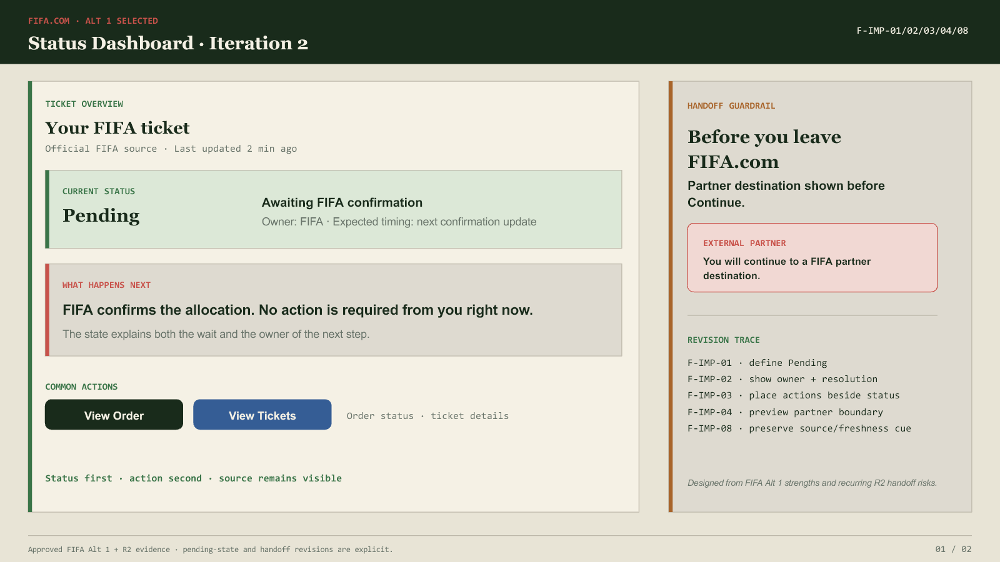 FIFA.COM · ALT 1 SELECTED
Status Dashboard · Iteration 2
F-IMP-01/02/03/04/08
TICKET OVERVIEW
Your FIFA ticket
Official FIFA source · Last updated 2 min ago
CURRENT STATUS
Pending
Awaiting FIFA confirmation
Owner: FIFA · Expected timing: next confirmation update
WHAT HAPPENS NEXT
FIFA confirms the allocation. No action is required from you right now.
The state explains both the wait and the owner of the next step.
COMMON ACTIONS
View Order
View Tickets
Order status · ticket details
Status first · action second · source remains visible
HANDOFF GUARDRAIL
Before you leave
FIFA.com
Partner destination shown before
Continue.
EXTERNAL PARTNER
You will continue to a FIFA partner
destination.
REVISION TRACE
F-IMP-01 · define Pending
F-IMP-02 · show owner + resolution
F-IMP-03 · place actions beside status
F-IMP-04 · preview partner boundary
F-IMP-08 · preserve source/freshness cue
Designed from FIFA Alt 1 strengths and recurring R2 handoff risks.
Approved FIFA Alt 1 + R2 evidence · pending-state and handoff revisions are explicit.
01 / 02